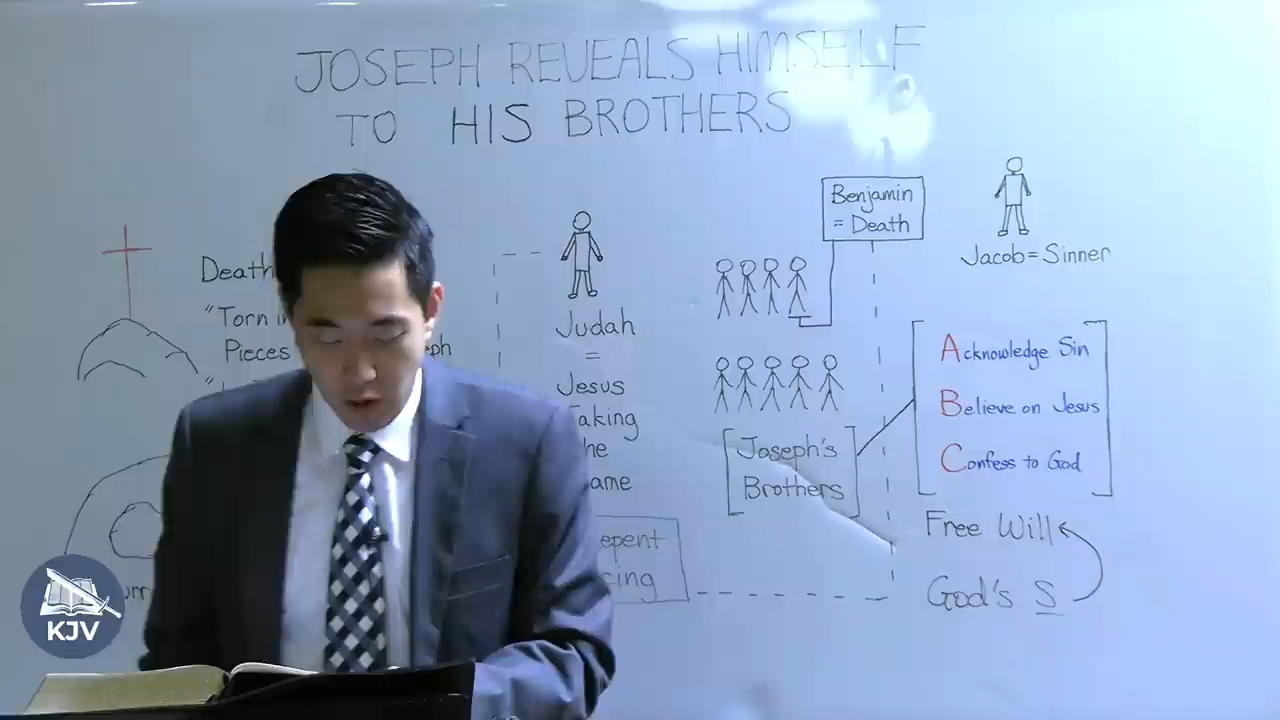 JOSEPH REVEALS HIMSELF
TO HIS BROTHERS
Death
"Torn
Pieces
Judah
=
Jesus
Benjamin
= Death
Jacob=Sinner
Joseph's
Brothers
Acknowledge Sin
Believe on Jesus
Confess to God
Free Will
God's S
KJV